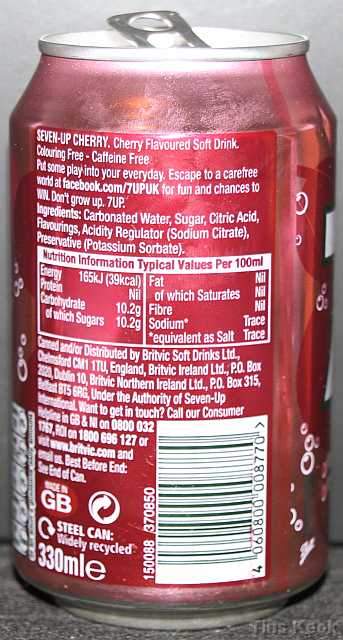 SEVEN-UP CHERRY. Cherry Flavoured Soft Drink.
Colouring Free - Caffeine Free
Put some play into your everyday. Escape to a carefree
world at facebook.com/7UPUK for fun and chances to
WIN. Don't grow up. 7UP.
Ingredients: Carbonated Water, Sugar, Citric Acid,
Flavourings, Acidity Regulator (Sodium Citrate),
Preservative (Potassium Sorbate).
Nutrition Information Typical Values Per 100ml
Energy 165kJ (39kcal)
Protein Nil
Carbohydrate 10.2g
of which Sugars 10.2g
Fat Nil
of which Saturates Nil
Fibre Nil
Sodium* Trace
*equivalent as Salt Trace
Canned and/or Distributed by Britvic Soft Drinks Ltd.,
Chelmsford CM1 1TU, England, Britvic Ireland Ltd., P.O. Box
2020, Dublin 10, Britvic Northern Ireland Ltd., P.O. Box 315,
Belfast BT5 6RG, Under the Authority of Seven-Up
International. Want to get in touch? Call our Consumer
Helpline in GB & NI on 0800 032
1767, ROI on 1800 696 127 or
visit www.britvic.com and
email us. Best Before End:
See End of Can.
MADE IN
GB
STEEL CAN:
Widely recycled
330ml e
150088 370850
4 060800 008770 >
Tius Keek